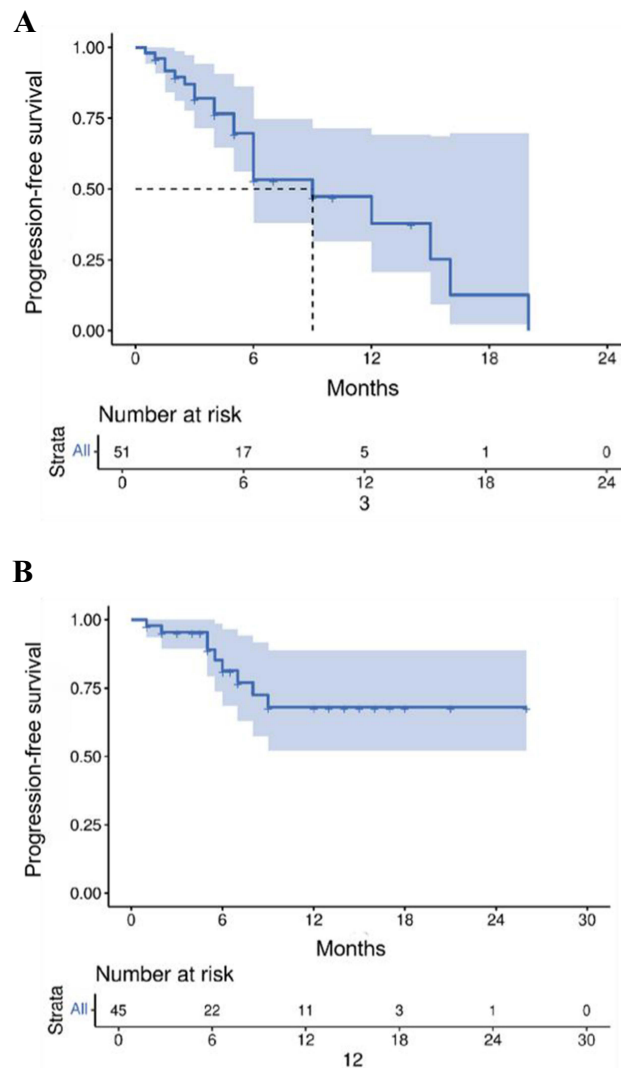 A
Progression-free survival
1.00
0.75
0.50
0.25
0.00
0 6 12 18 24
Months
Number at risk
Strata
All 51 17 5 1 0
0 6 12 18 24
3
B
Progression-free survival
1.00
0.75
0.50
0.25
0.00
0 6 12 18 24 30
Months
Number at risk
Strata
All 45 22 11 3 1 0
0 6 12 18 24 30
12